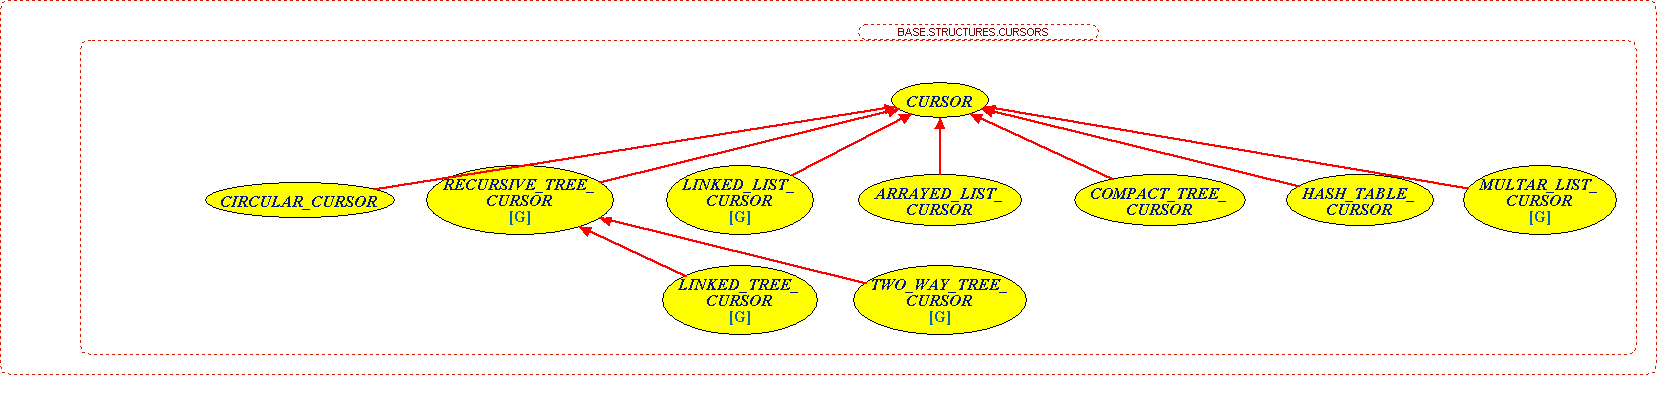 BASE.STRUCTURES.CURSORS
CURSOR
CIRCULAR_CURSOR
RECURSIVE_TREE_
CURSOR
[G]
LINKED_LIST_
CURSOR
[G]
ARRAYED_LIST_
CURSOR
COMPACT_TREE_
CURSOR
HASH_TABLE_
CURSOR
MULTAR_LIST_
CURSOR
[G]
LINKED_TREE_
CURSOR
[G]
TWO_WAY_TREE_
CURSOR
[G]